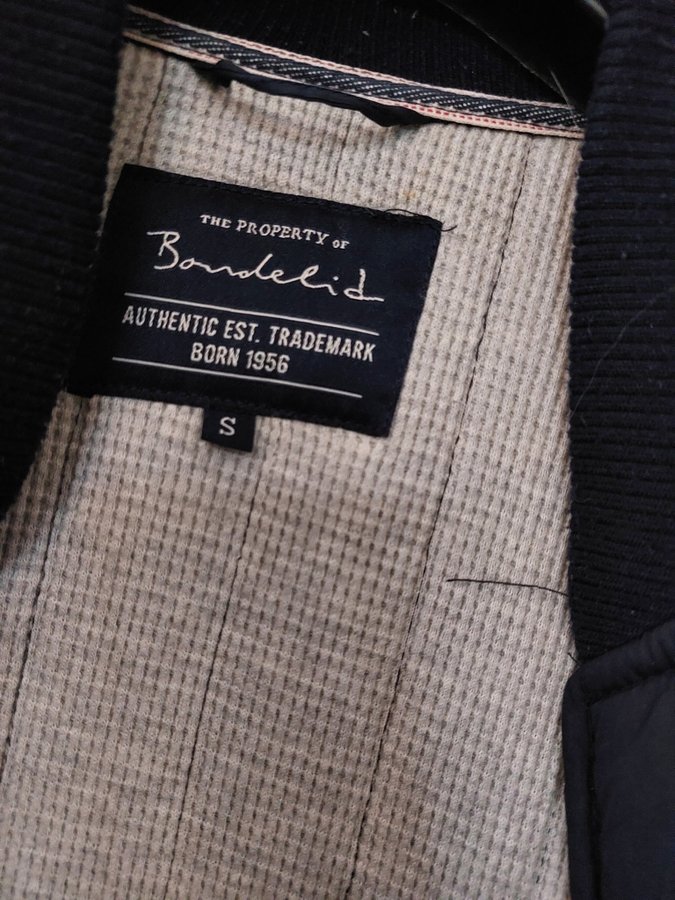 THE PROPERTY OF
Bondelid
AUTHENTIC EST. TRADEMARK
BORN 1956
S